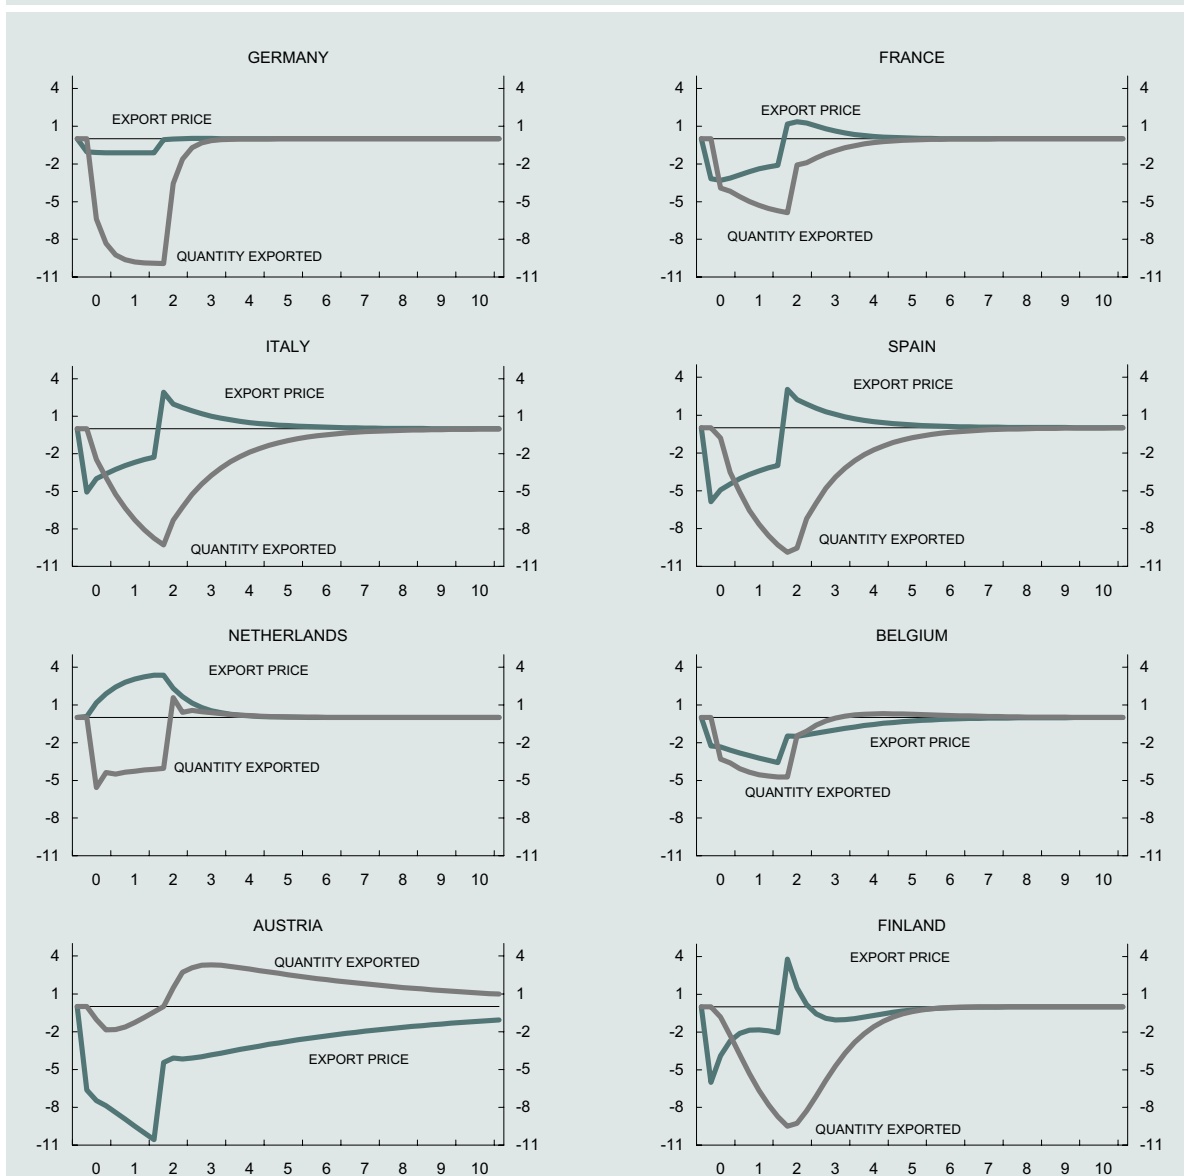 GERMANY
4 4
EXPORT PRICE
1 1
-2 -2
-5 -5
-8 -8
QUANTITY EXPORTED
-11 -11
0 1 2 3 4 5 6 7 8 9 10
FRANCE
4 4
EXPORT PRICE
1 1
-2 -2
-5 -5
QUANTITY EXPORTED
-8 -8
-11 -11
0 1 2 3 4 5 6 7 8 9 10
ITALY
4 4
EXPORT PRICE
1 1
-2 -2
-5 -5
-8 -8
QUANTITY EXPORTED
-11 -11
0 1 2 3 4 5 6 7 8 9 10
SPAIN
4 4
EXPORT PRICE
1 1
-2 -2
-5 -5
-8 -8
QUANTITY EXPORTED
-11 -11
0 1 2 3 4 5 6 7 8 9 10
NETHERLANDS
4 4
EXPORT PRICE
1 1
-2 -2
QUANTITY EXPORTED
-5 -5
-8 -8
-11 -11
0 1 2 3 4 5 6 7 8 9 10
BELGIUM
4 4
1 1
EXPORT PRICE
-2 -2
-5 -5
QUANTITY EXPORTED
-8 -8
-11 -11
0 1 2 3 4 5 6 7 8 9 10
AUSTRIA
4 4
QUANTITY EXPORTED
1 1
-2 -2
EXPORT PRICE
-5 -5
-8 -8
-11 -11
0 1 2 3 4 5 6 7 8 9 10
FINLAND
4 4
EXPORT PRICE
1 1
-2 -2
-5 -5
-8 -8
QUANTITY EXPORTED
-11 -11
0 1 2 3 4 5 6 7 8 9 10